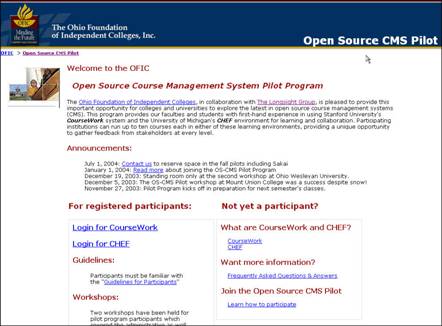 OFIC
Minding
the Future
The Ohio Foundation
of Independent Colleges, Inc.
Open Source CMS Pilot
OFIC > Open Source CMS Pilot
Welcome to the OFIC
Open Source Course Management System Pilot Program
The Ohio Foundation of Independent Colleges, in collaboration with The Longsight Group, is pleased to provide this
important opportunity for colleges and universities to explore the latest in open source course management systems
(CMS). This program provides our faculties and students with first-hand experience in using Stanford University's
CourseWork system and the University of Michigan's CHEF environment for learning and collaboration. Participating
institutions can run up to ten courses each in either of these learning environments, providing a unique opportunity
to gather feedback from stakeholders at every level.
Announcements:
July 1, 2004: Contact us to reserve space in the fall pilots including Sakai
January 1, 2004: Read more about joining the OS-CMS Pilot Program
December 19, 2003: Standing room only at the second workshop at Ohio Wesleyan University.
December 5, 2003: The OS-CMS Pilot workshop at Mount Union College was a success despite snow!
November 27, 2003: Pilot Program kicks off in preparation for next semester's classes.
For registered participants:
Login for CourseWork
Login for CHEF
Guidelines:
Participants must be familiar with
the "Guidelines for Participants"
Workshops:
Two workshops have been held for
pilot program participants which
Not yet a participant?
What are CourseWork and CHEF?
CourseWork
CHEF
Want more information?
Frequently Asked Questions & Answers
Join the Open Source CMS Pilot
Learn how to participate